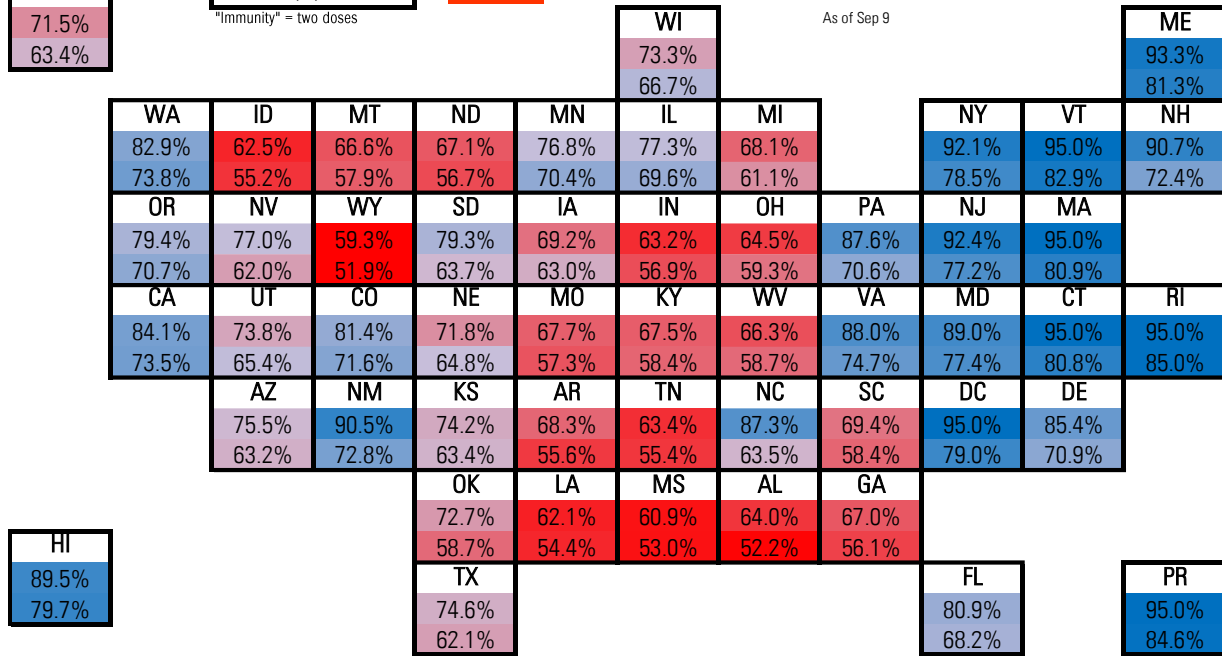 71.5%
"Immunity" = two doses
WI
As of Sep 9
ME
63.4%
73.3%
93.3%
66.7%
81.3%
WA ID MT ND MN IL MI NY VT NH
82.9% 62.5% 66.6% 67.1% 76.8% 77.3% 68.1% 92.1% 95.0% 90.7%
73.8% 55.2% 57.9% 56.7% 70.4% 69.6% 61.1% 78.5% 82.9% 72.4%
OR NV WY SD IA IN OH PA NJ MA
79.4% 77.0% 59.3% 79.3% 69.2% 63.2% 64.5% 87.6% 92.4% 95.0%
70.7% 62.0% 51.9% 63.7% 63.0% 56.9% 59.3% 70.6% 77.2% 80.9%
CA UT CO NE MO KY WV VA MD CT RI
84.1% 73.8% 81.4% 71.8% 67.7% 67.5% 66.3% 88.0% 89.0% 95.0% 95.0%
73.5% 65.4% 71.6% 64.8% 57.3% 58.4% 58.7% 74.7% 77.4% 80.8% 85.0%
AZ NM KS AR TN NC SC DC DE
75.5% 90.5% 74.2% 68.3% 63.4% 87.3% 69.4% 95.0% 85.4%
63.2% 72.8% 63.4% 55.6% 55.4% 63.5% 58.4% 79.0% 70.9%
OK LA MS AL GA
72.7% 62.1% 60.9% 64.0% 67.0%
HI 58.7% 54.4% 53.0% 52.2% 56.1%
89.5% TX FL PR
79.7% 74.6% 80.9% 95.0%
62.1% 68.2% 84.6%